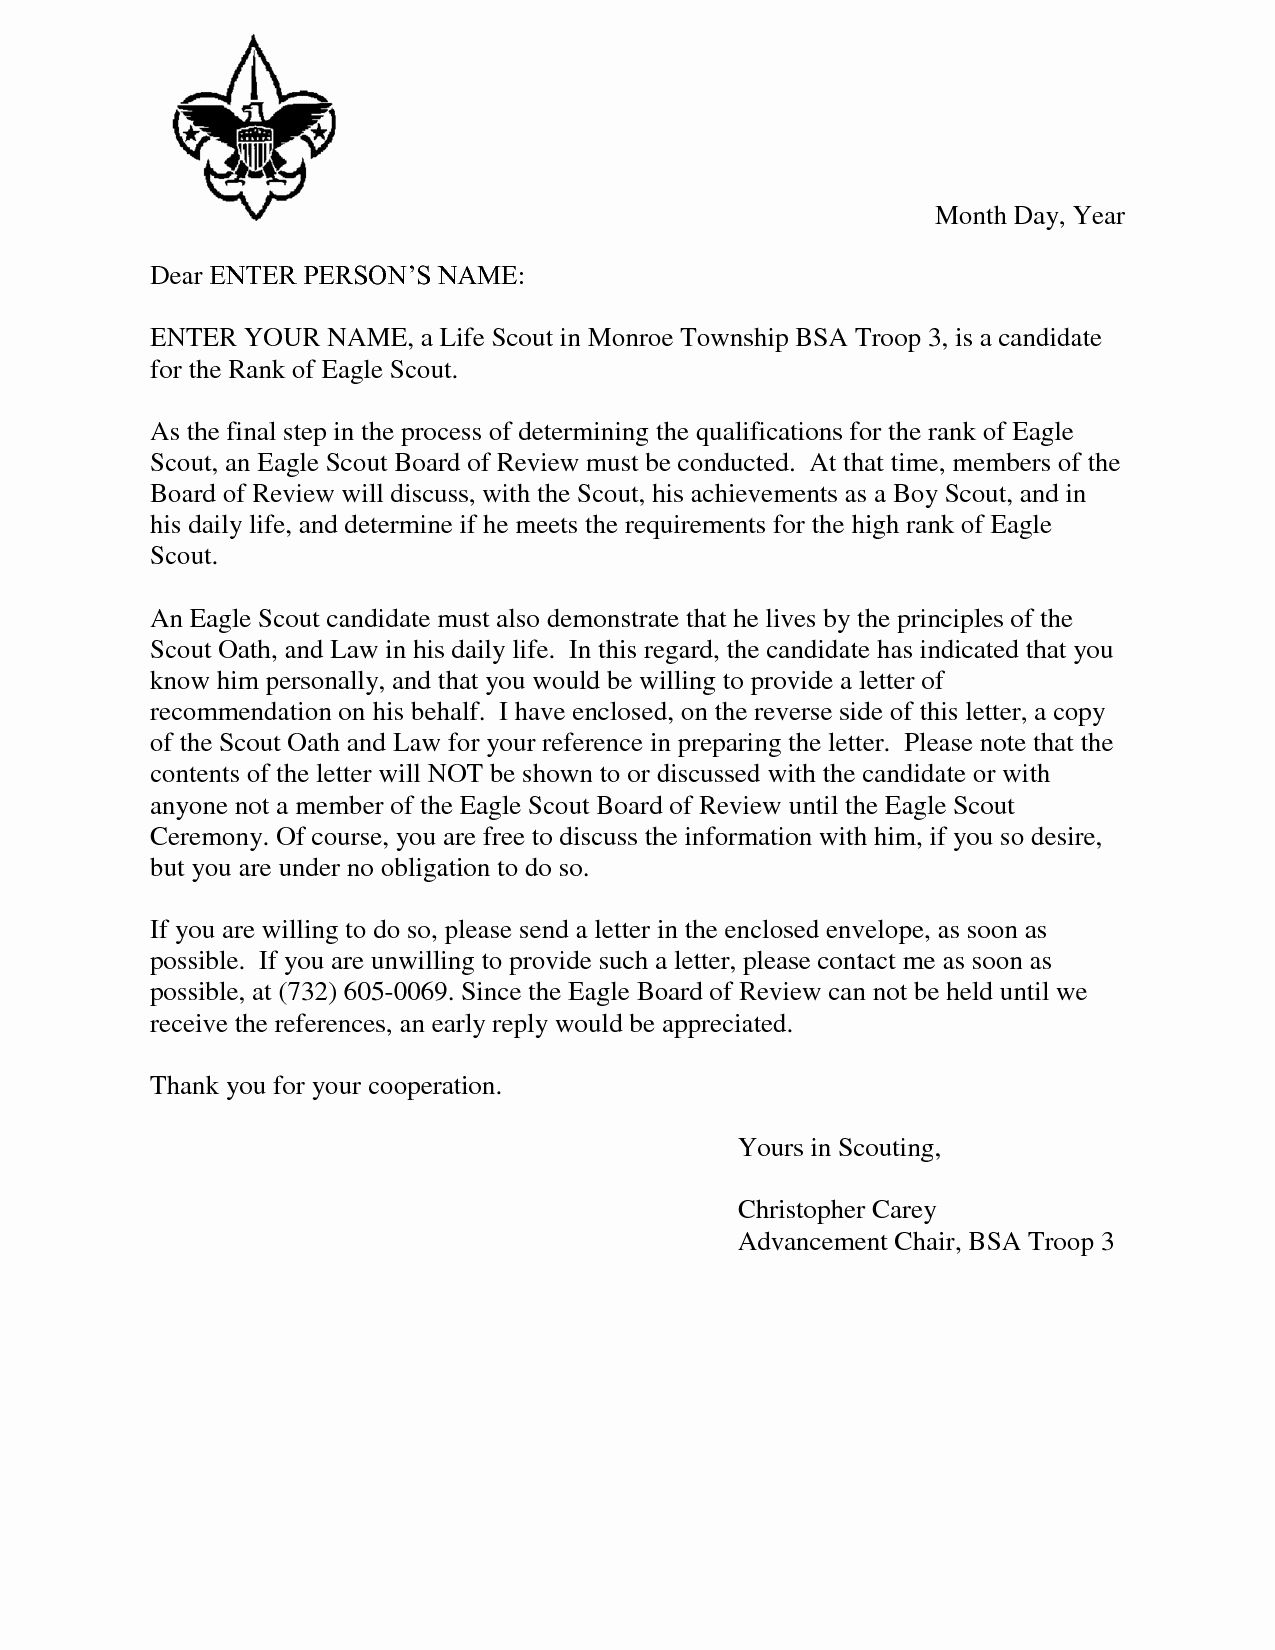 Month Day, Year
Dear ENTER PERSON’S NAME:
ENTER YOUR NAME, a Life Scout in Monroe Township BSA Troop 3, is a candidate
for the Rank of Eagle Scout.
As the final step in the process of determining the qualifications for the rank of Eagle
Scout, an Eagle Scout Board of Review must be conducted.  At that time, members of the
Board of Review will discuss, with the Scout, his achievements as a Boy Scout, and in
his daily life, and determine if he meets the requirements for the high rank of Eagle
Scout.
An Eagle Scout candidate must also demonstrate that he lives by the principles of the
Scout Oath, and Law in his daily life.  In this regard, the candidate has indicated that you
know him personally, and that you would be willing to provide a letter of
recommendation on his behalf.  I have enclosed, on the reverse side of this letter, a copy
of the Scout Oath and Law for your reference in preparing the letter.  Please note that the
contents of the letter will NOT be shown to or discussed with the candidate or with
anyone not a member of the Eagle Scout Board of Review until the Eagle Scout
Ceremony. Of course, you are free to discuss the information with him, if you so desire,
but you are under no obligation to do so.
If you are willing to do so, please send a letter in the enclosed envelope, as soon as
possible.  If you are unwilling to provide such a letter, please contact me as soon as
possible, at (732) 605-0069. Since the Eagle Board of Review can not be held until we
receive the references, an early reply would be appreciated.
Thank you for your cooperation.
Yours in Scouting,
Christopher Carey
Advancement Chair, BSA Troop 3